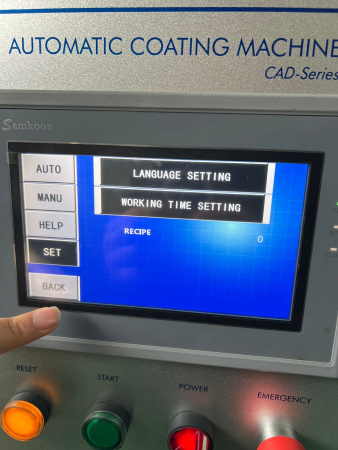 AUTOMATIC COATING MACHINE
CAD-Series
Samkoon
AUTO
LANGUAGE SETTING
MANU
WORKING TIME SETTING
HELP
RECIPE
0
SET
BACK
RESET
START
POWER
EMERGENCY